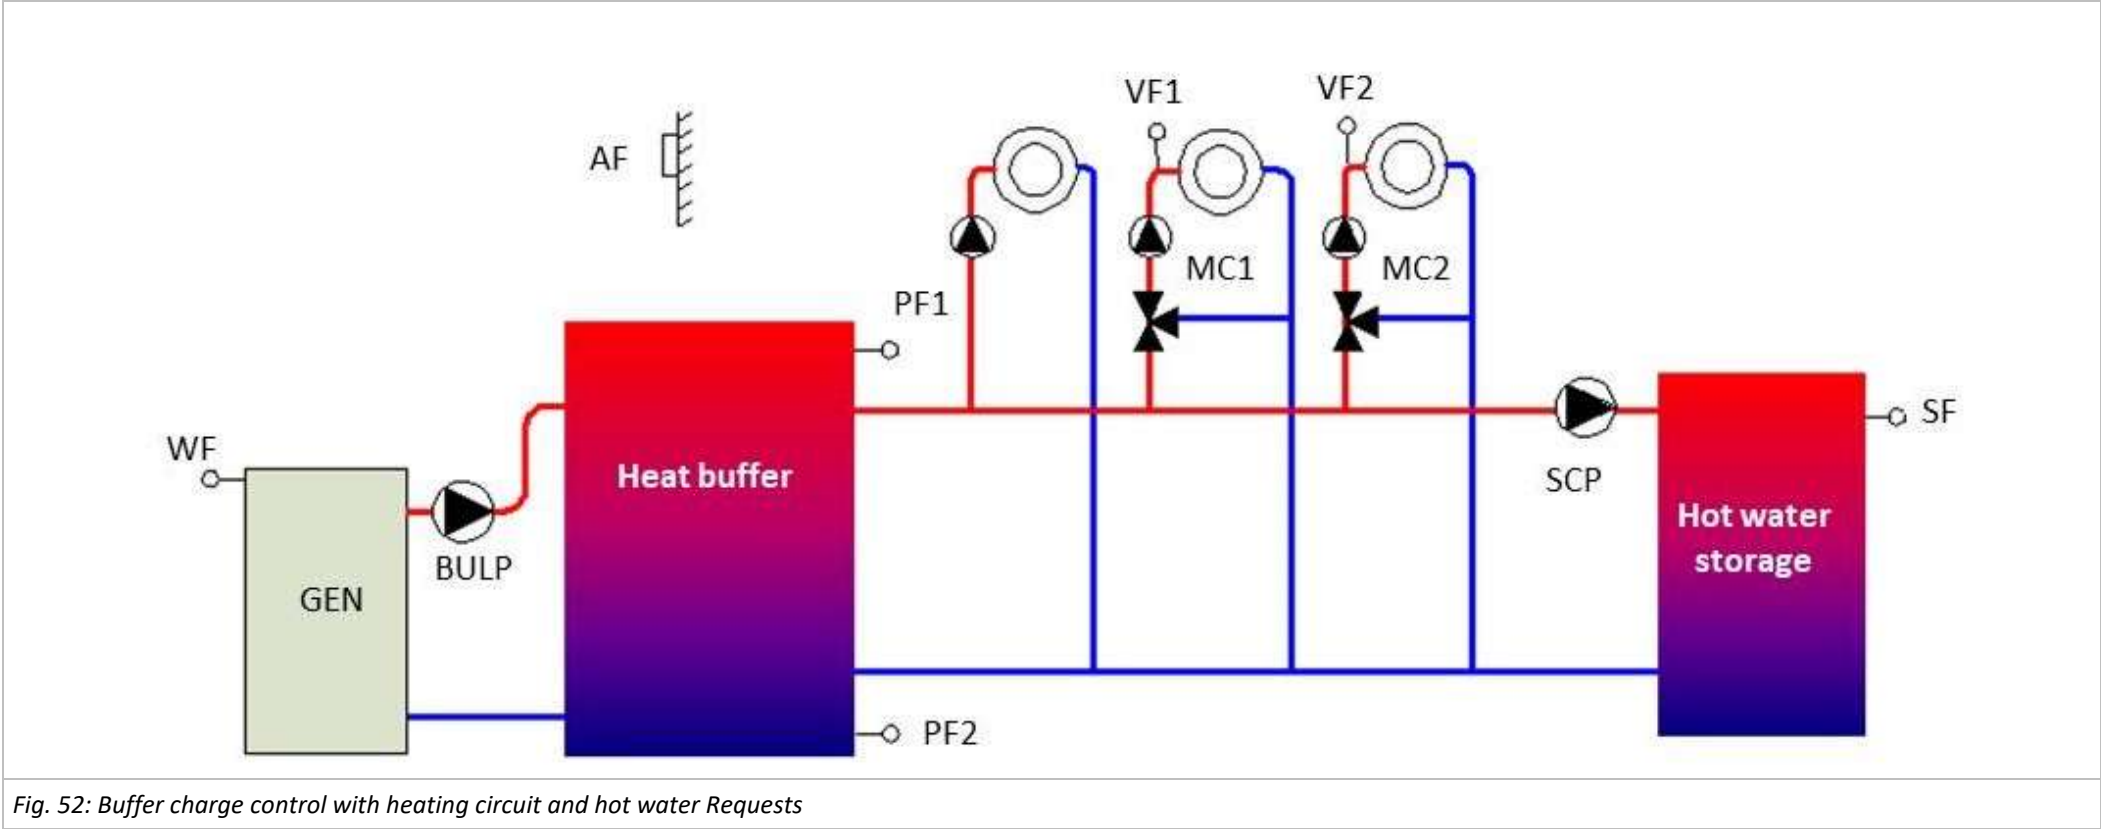 VF1
VF2
AF
MC1
MC2
PF1
WF
Heat buffer
SF
SCP
BULP
Hot water
storage
GEN
PF2
Fig. 52: Buffer charge control with heating circuit and hot water Requests